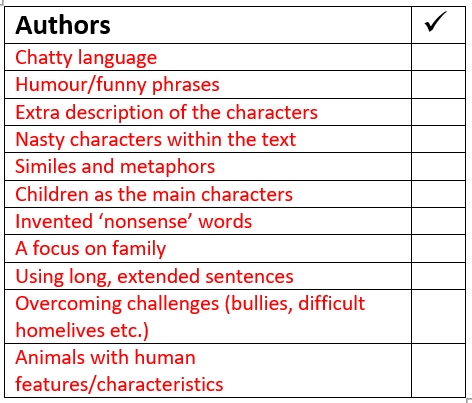 Authors ✓
Chatty language
Humour/funny phrases
Extra description of the characters
Nasty characters within the text
Similes and metaphors
Children as the main characters
Invented ‘nonsense’ words
A focus on family
Using long, extended sentences
Overcoming challenges (bullies, difficult
homelives etc.)
Animals with human
features/characteristics